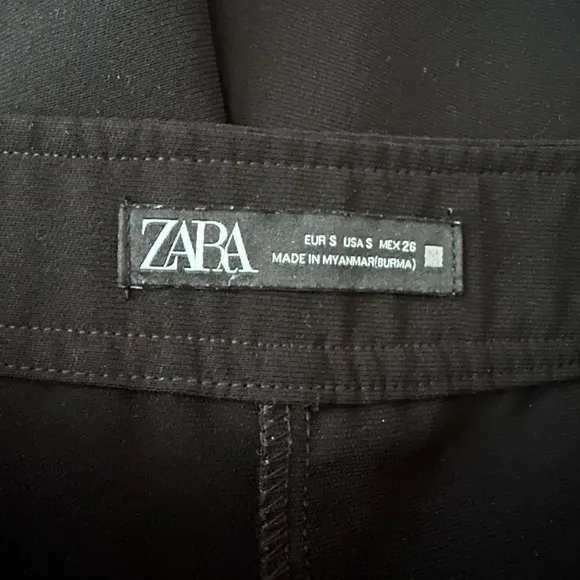 ZARA
EUR S USA S MEX 26
MADE IN MYANMAR(BURMA)